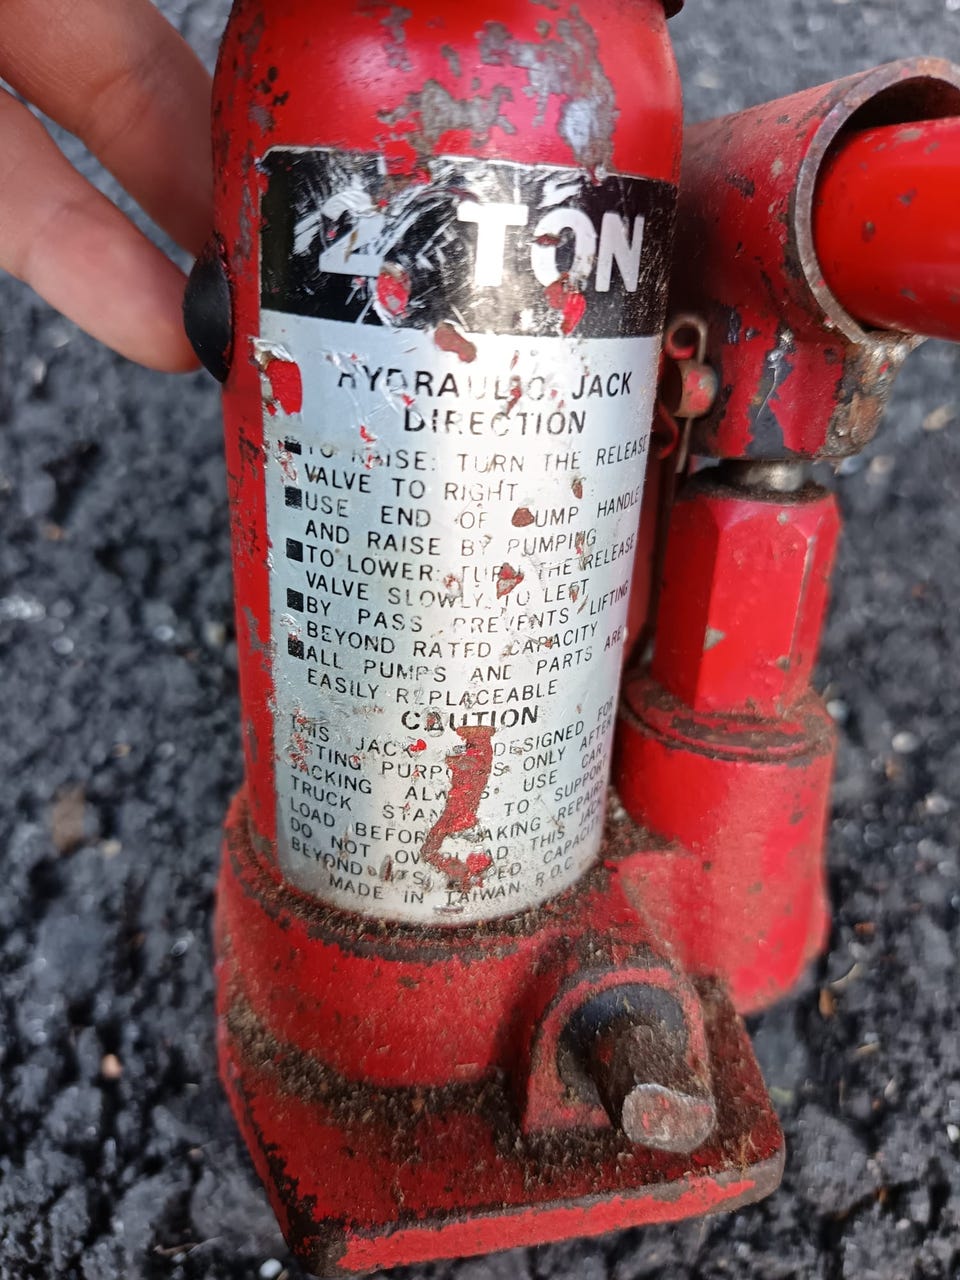 2 TON
HYDRAULIC JACK
DIRECTION
■TO RAISE: TURN THE RELEASE
VALVE TO RIGHT
■USE END OF PUMP HANDLE
AND RAISE BY PUMPING
■TO LOWER: TURN THE RELEASE
VALVE SLOWLY TO LEFT
■BY PASS PREVENTS LIFTING
BEYOND RATED CAPACITY
■ALL PUMPS AND PARTS ARE
EASILY REPLACEABLE
CAUTION
THIS JACK IS DESIGNED FOR
LIFTING PURPOSES ONLY AFTER
JACKING ALWAYS USE CAR
TRUCK STANDS TO SUPPORT
LOAD BEFORE MAKING REPAIRS
DO NOT OVERLOAD THIS JACK
BEYOND ITS CAPACITY
MADE IN TAIWAN R.O.C.